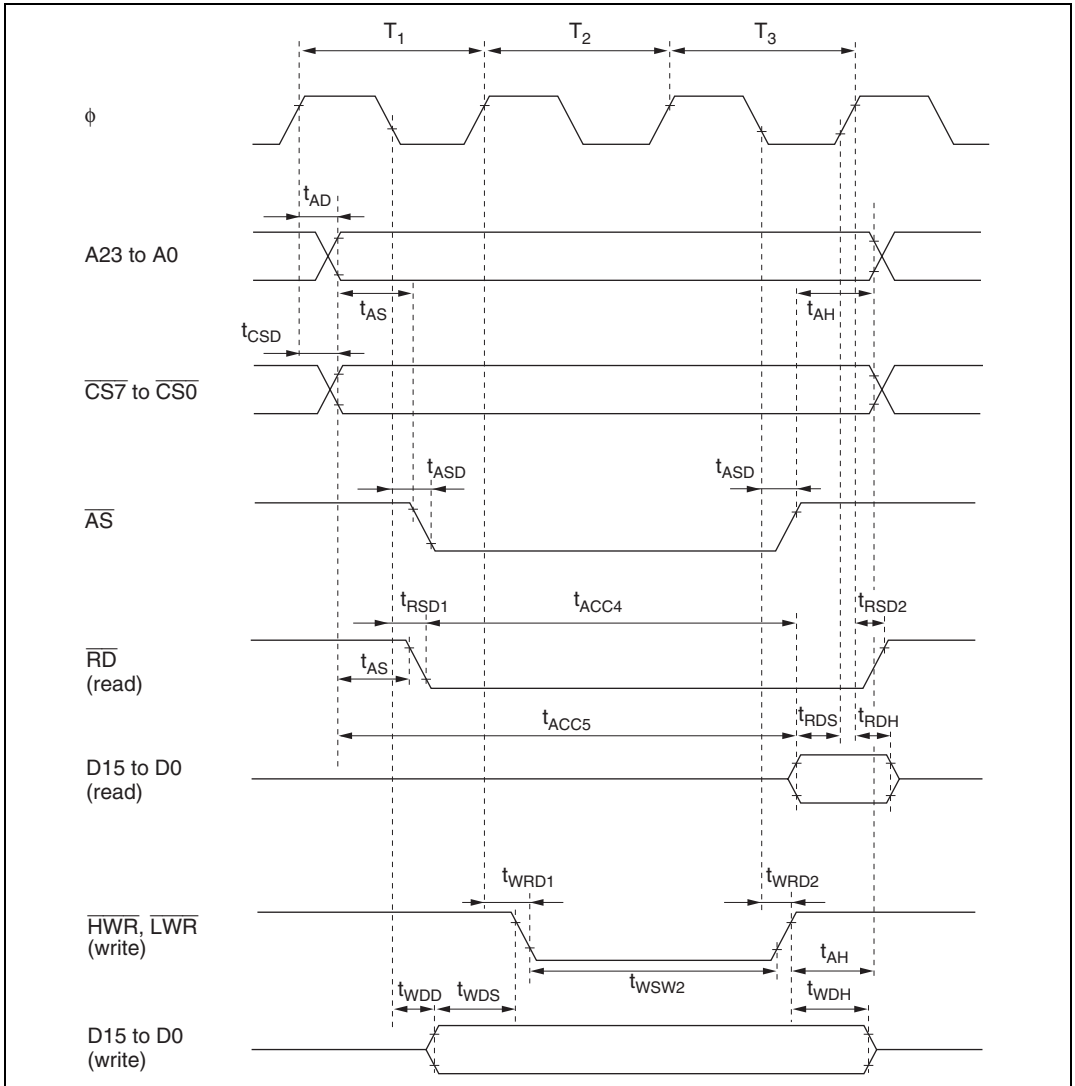 T1 T2 T3
φ
tAD
A23 to A0
tAS tAH
tCSD
CS7 to CS0
tASD tASD
AS
tRSD1 tACC4 tRSD2
RD
(read)
tAS
tACC5 tRDS tRDH
D15 to D0
(read)
tWRD1 tWRD2
HWR, LWR
(write)
tAH
tWSW2
tWDD tWDS tWDH
D15 to D0
(write)